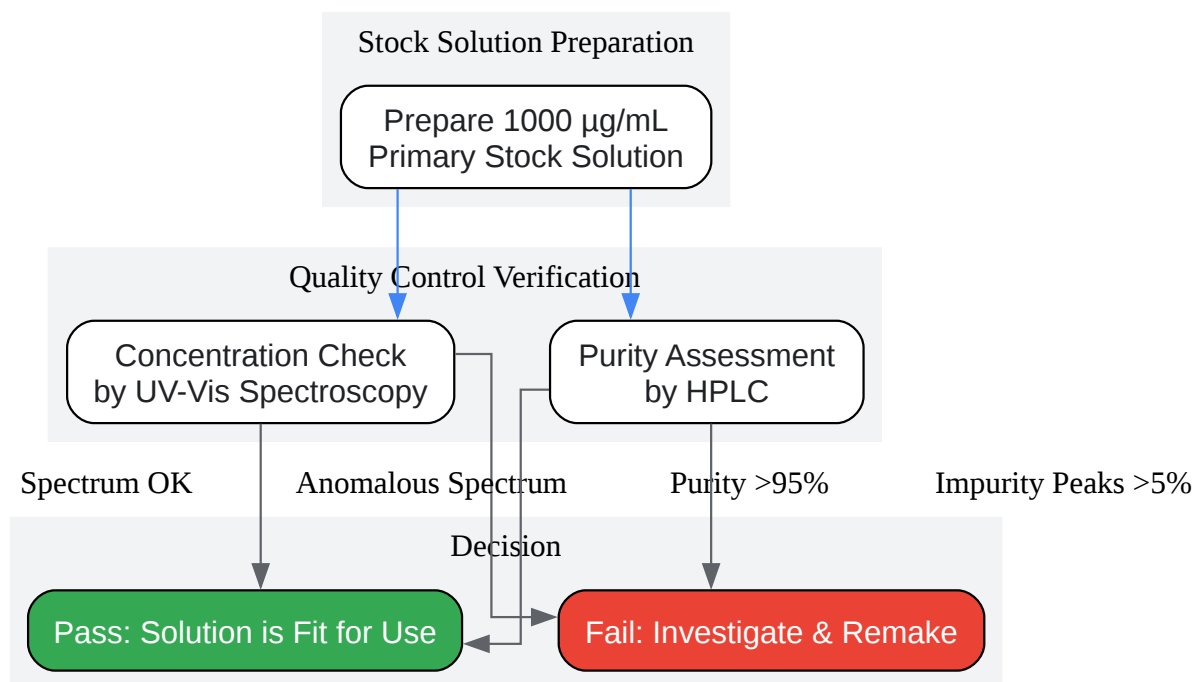 Stock Solution Preparation
Prepare 1000 µg/mL
Primary Stock Solution
Quality Control Verification
Concentration Check
by UV-Vis Spectroscopy
Purity Assessment
by HPLC
Spectrum OK
Anomalous Spectrum
Purity >95%
Impurity Peaks >5%
Decision
Pass: Solution is Fit for Use
Fail: Investigate & Remake